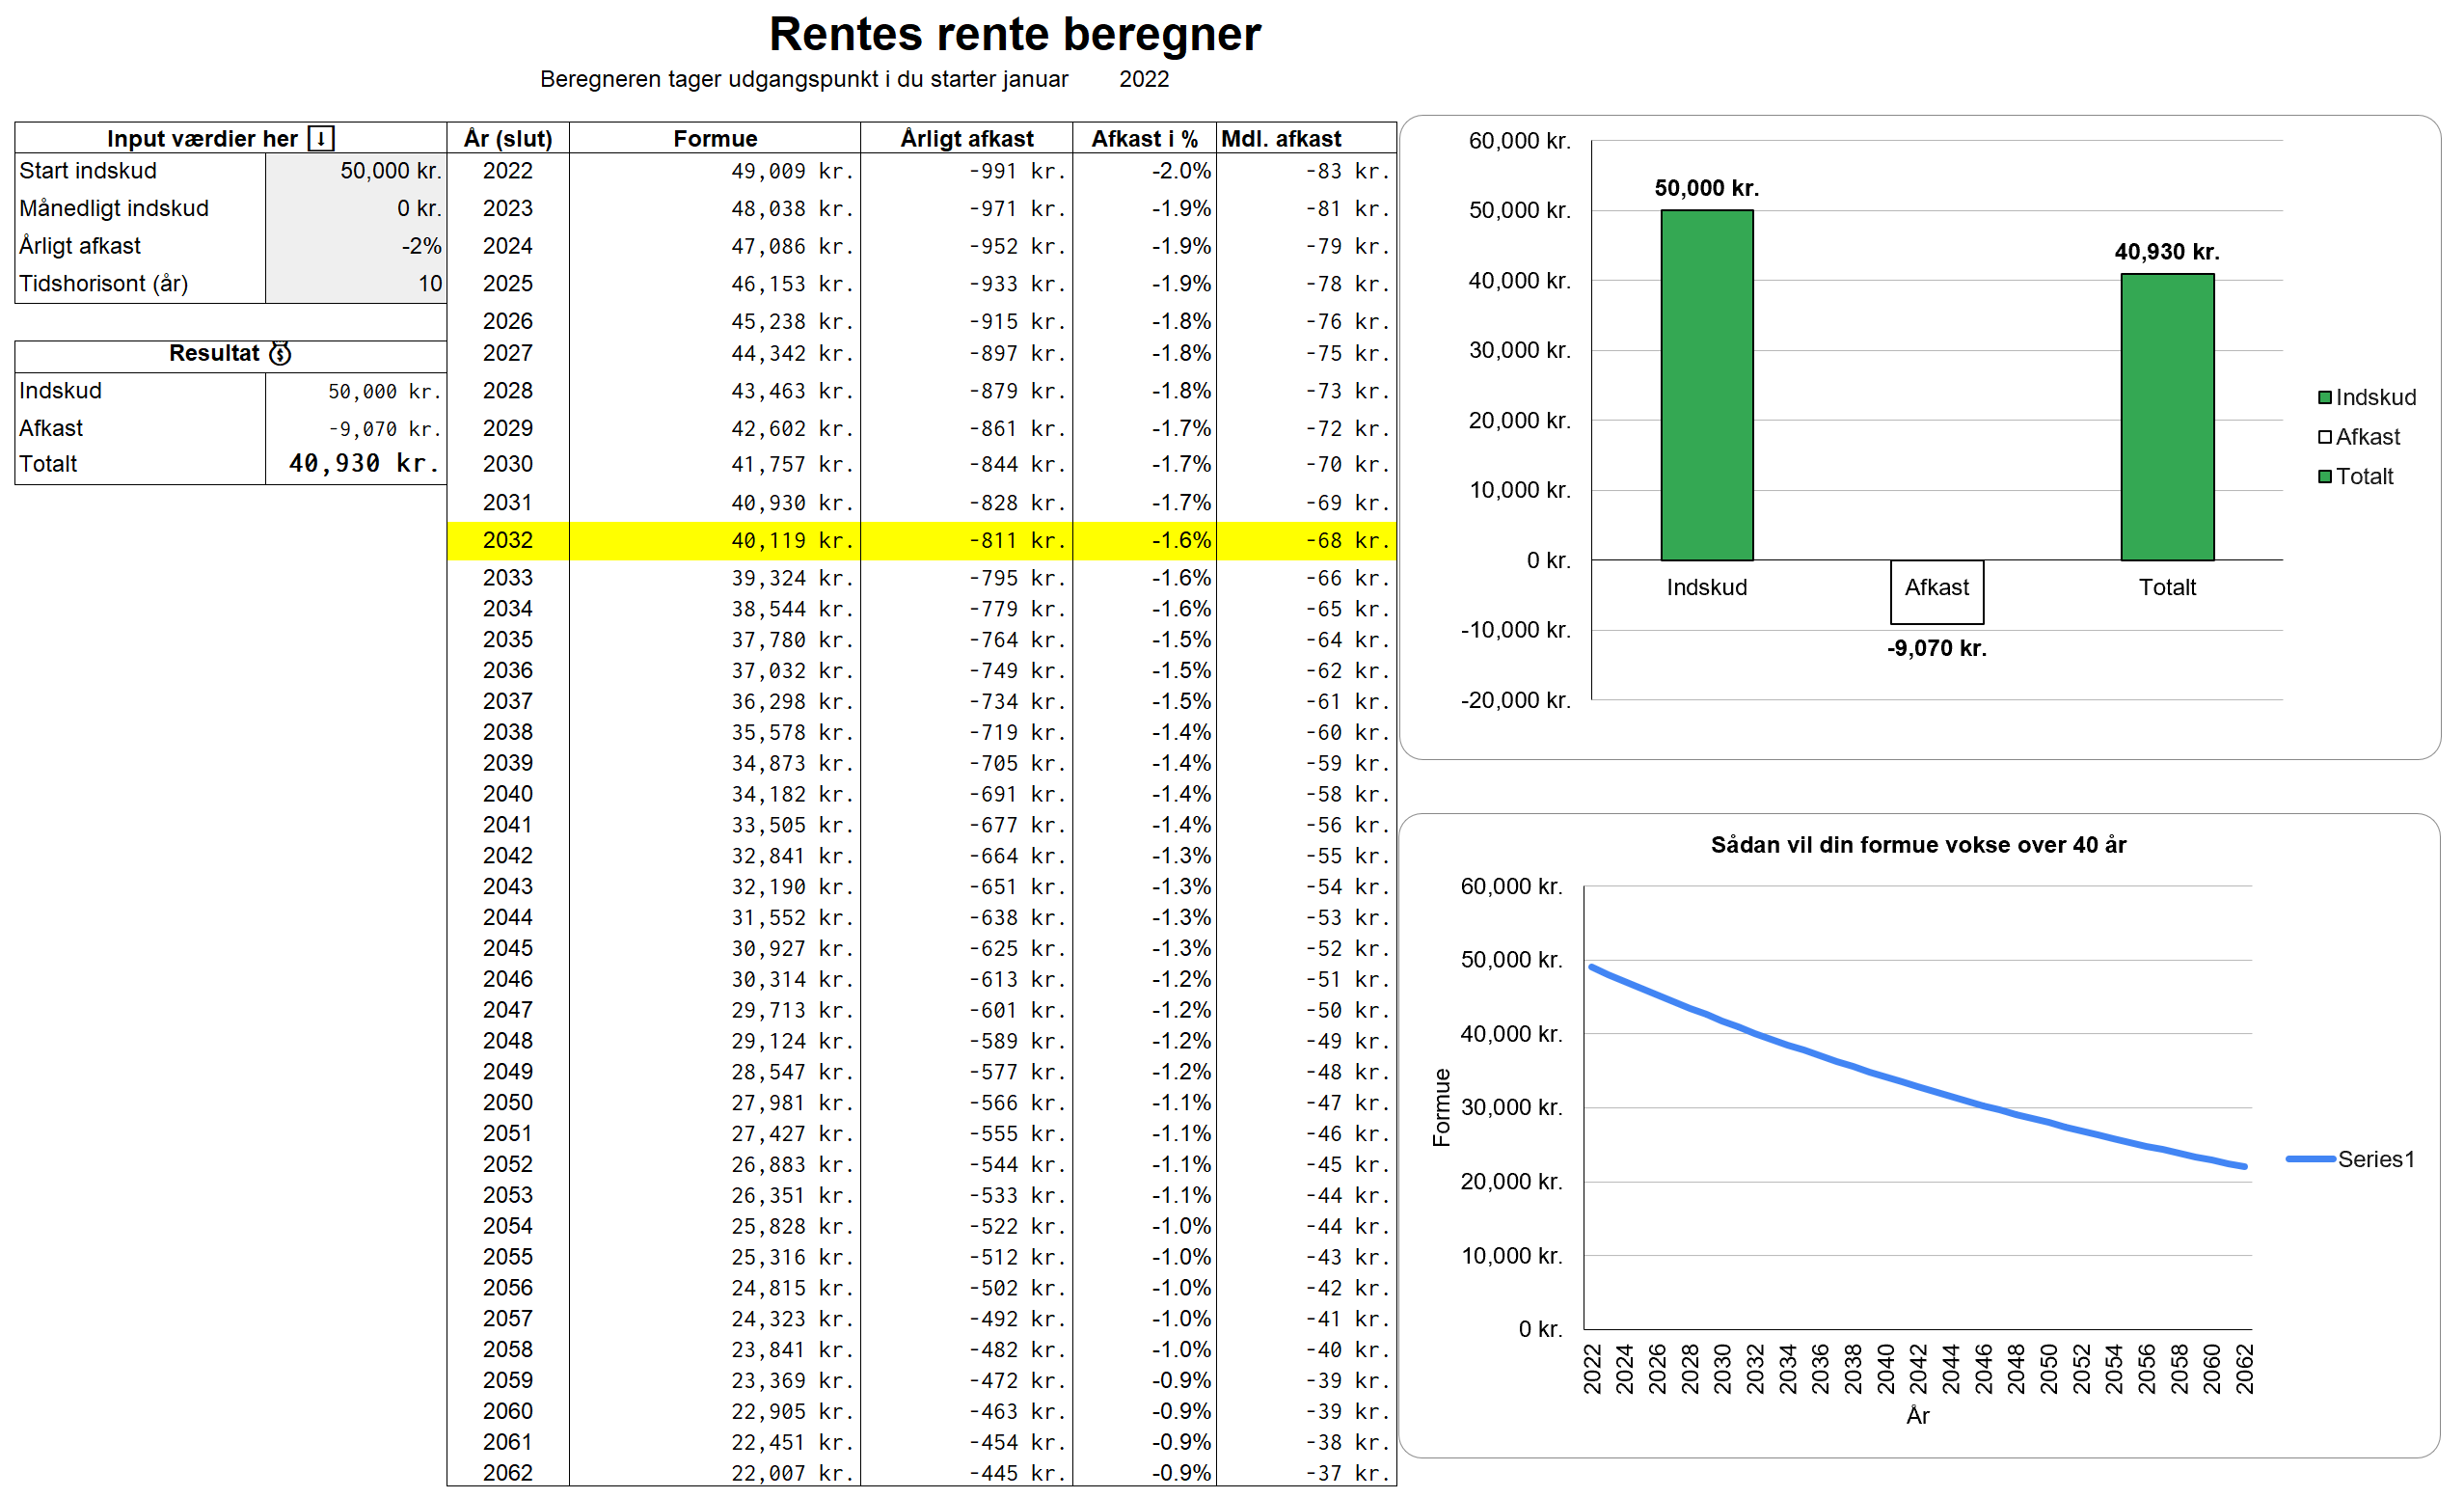 Rentes rente beregner
Beregneren tager udgangspunkt i du starter januar 2022
Input værdier her ⬇
Start indskud 50,000 kr.
Månedligt indskud 0 kr.
Årligt afkast -2%
Tidshorisont (år) 10
Resultat 💰
Indskud 50,000 kr.
Afkast -9,070 kr.
Totalt 40,930 kr.
År (slut) Formue Årligt afkast Afkast i % Mdl. afkast
2022 49,009 kr. -991 kr. -2.0% -83 kr.
2023 48,038 kr. -971 kr. -1.9% -81 kr.
2024 47,086 kr. -952 kr. -1.9% -79 kr.
2025 46,153 kr. -933 kr. -1.9% -78 kr.
2026 45,238 kr. -915 kr. -1.8% -76 kr.
2027 44,342 kr. -897 kr. -1.8% -75 kr.
2028 43,463 kr. -879 kr. -1.8% -73 kr.
2029 42,602 kr. -861 kr. -1.7% -72 kr.
2030 41,757 kr. -844 kr. -1.7% -70 kr.
2031 40,930 kr. -828 kr. -1.7% -69 kr.
2032 40,119 kr. -811 kr. -1.6% -68 kr.
2033 39,324 kr. -795 kr. -1.6% -66 kr.
2034 38,544 kr. -779 kr. -1.6% -65 kr.
2035 37,780 kr. -764 kr. -1.5% -64 kr.
2036 37,032 kr. -749 kr. -1.5% -62 kr.
2037 36,298 kr. -734 kr. -1.5% -61 kr.
2038 35,578 kr. -719 kr. -1.4% -60 kr.
2039 34,873 kr. -705 kr. -1.4% -59 kr.
2040 34,182 kr. -691 kr. -1.4% -58 kr.
2041 33,505 kr. -677 kr. -1.4% -56 kr.
2042 32,841 kr. -664 kr. -1.3% -55 kr.
2043 32,190 kr. -651 kr. -1.3% -54 kr.
2044 31,552 kr. -638 kr. -1.3% -53 kr.
2045 30,927 kr. -625 kr. -1.3% -52 kr.
2046 30,314 kr. -613 kr. -1.2% -51 kr.
2047 29,713 kr. -601 kr. -1.2% -50 kr.
2048 29,124 kr. -589 kr. -1.2% -49 kr.
2049 28,547 kr. -577 kr. -1.2% -48 kr.
2050 27,981 kr. -566 kr. -1.1% -47 kr.
2051 27,427 kr. -555 kr. -1.1% -46 kr.
2052 26,883 kr. -544 kr. -1.1% -45 kr.
2053 26,351 kr. -533 kr. -1.1% -44 kr.
2054 25,828 kr. -522 kr. -1.0% -44 kr.
2055 25,316 kr. -512 kr. -1.0% -43 kr.
2056 24,815 kr. -502 kr. -1.0% -42 kr.
2057 24,323 kr. -492 kr. -1.0% -41 kr.
2058 23,841 kr. -482 kr. -1.0% -40 kr.
2059 23,369 kr. -472 kr. -0.9% -39 kr.
2060 22,905 kr. -463 kr. -0.9% -39 kr.
2061 22,451 kr. -454 kr. -0.9% -38 kr.
2062 22,007 kr. -445 kr. -0.9% -37 kr.
60,000 kr.
50,000 kr.
40,000 kr.
30,000 kr.
20,000 kr.
10,000 kr.
0 kr.
-10,000 kr.
-20,000 kr.
50,000 kr.
40,930 kr.
-9,070 kr.
Indskud Afkast Totalt
Indskud
Afkast
Totalt
Sådan vil din formue vokse over 40 år
60,000 kr.
50,000 kr.
40,000 kr.
30,000 kr.
20,000 kr.
10,000 kr.
0 kr.
Formue
2022 2024 2026 2028 2030 2032 2034 2036 2038 2040 2042 2044 2046 2048 2050 2052 2054 2056 2058 2060 2062
År
Series1